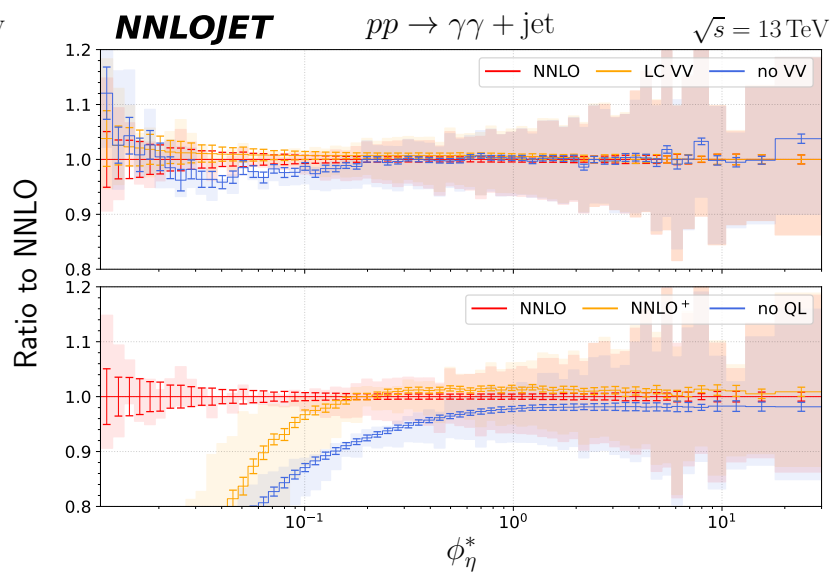 NNLOJET pp → γγ + jet √s = 13 TeV
1.2
NNLO LC VV no VV
1.1
1.0
0.9
0.8
Ratio to NNLO
1.2
NNLO NNLO⁺ no QL
1.1
1.0
0.9
0.8
10⁻¹ 10⁰ 10¹
ϕ*η